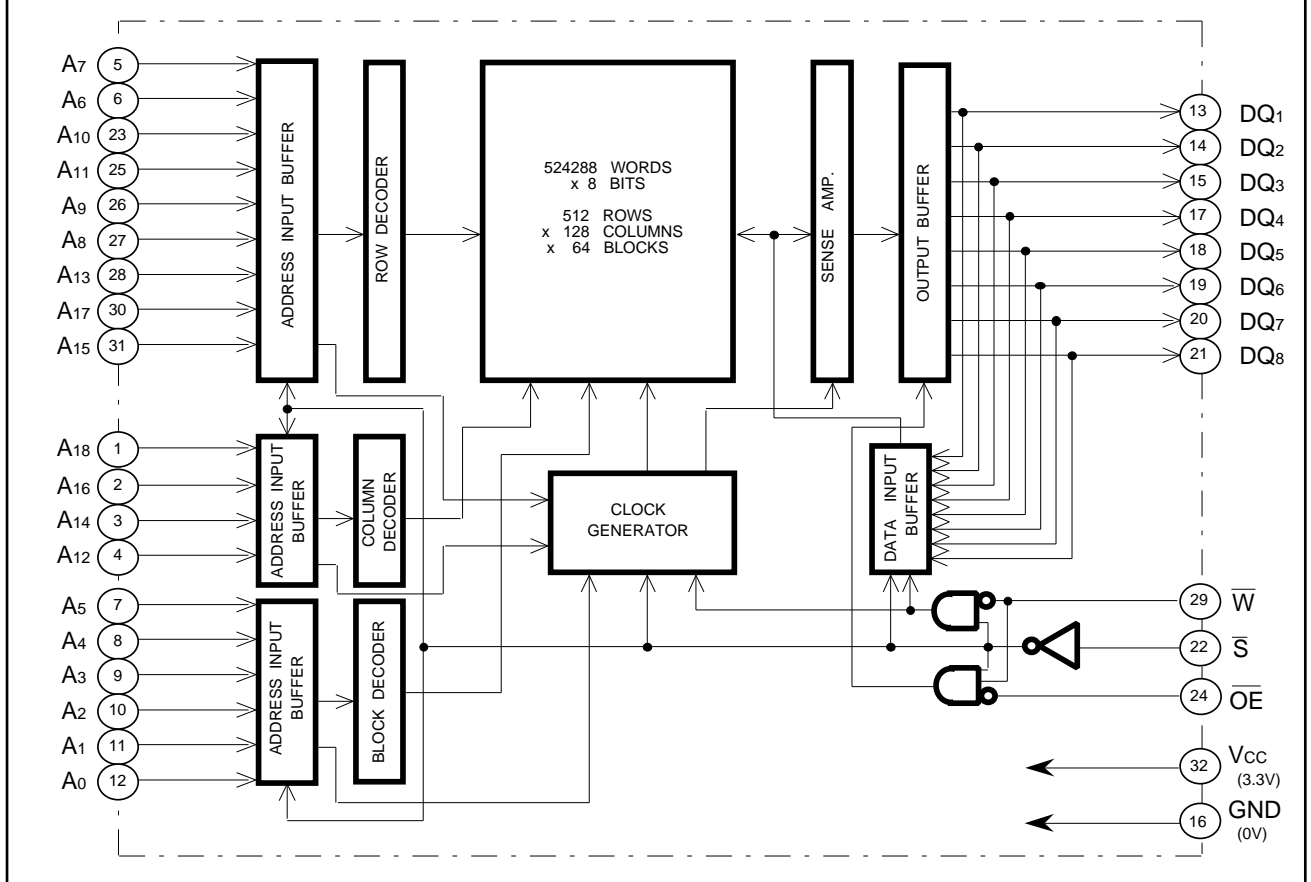 A7 5
A6 6
A10 23
A11 25
A9 26
A8 27
A13 28
A17 30
A15 31
A18 1
A16 2
A14 3
A12 4
A5 7
A4 8
A3 9
A2 10
A1 11
A0 12
ADDRESS INPUT BUFFER
ROW DECODER
524288 WORDS
x 8 BITS
512 ROWS
x 128 COLUMNS
x 64 BLOCKS
SENSE AMP.
OUTPUT BUFFER
ADDRESS INPUT
BUFFER
COLUMN
DECODER
CLOCK
GENERATOR
DATA INPUT
BUFFER
ADDRESS INPUT
BUFFER
BLOCK DECODER
13 DQ1
14 DQ2
15 DQ3
17 DQ4
18 DQ5
19 DQ6
20 DQ7
21 DQ8
29 W̅
22 S̅
24 O̅E̅
32 VCC
(3.3V)
16 GND
(0V)